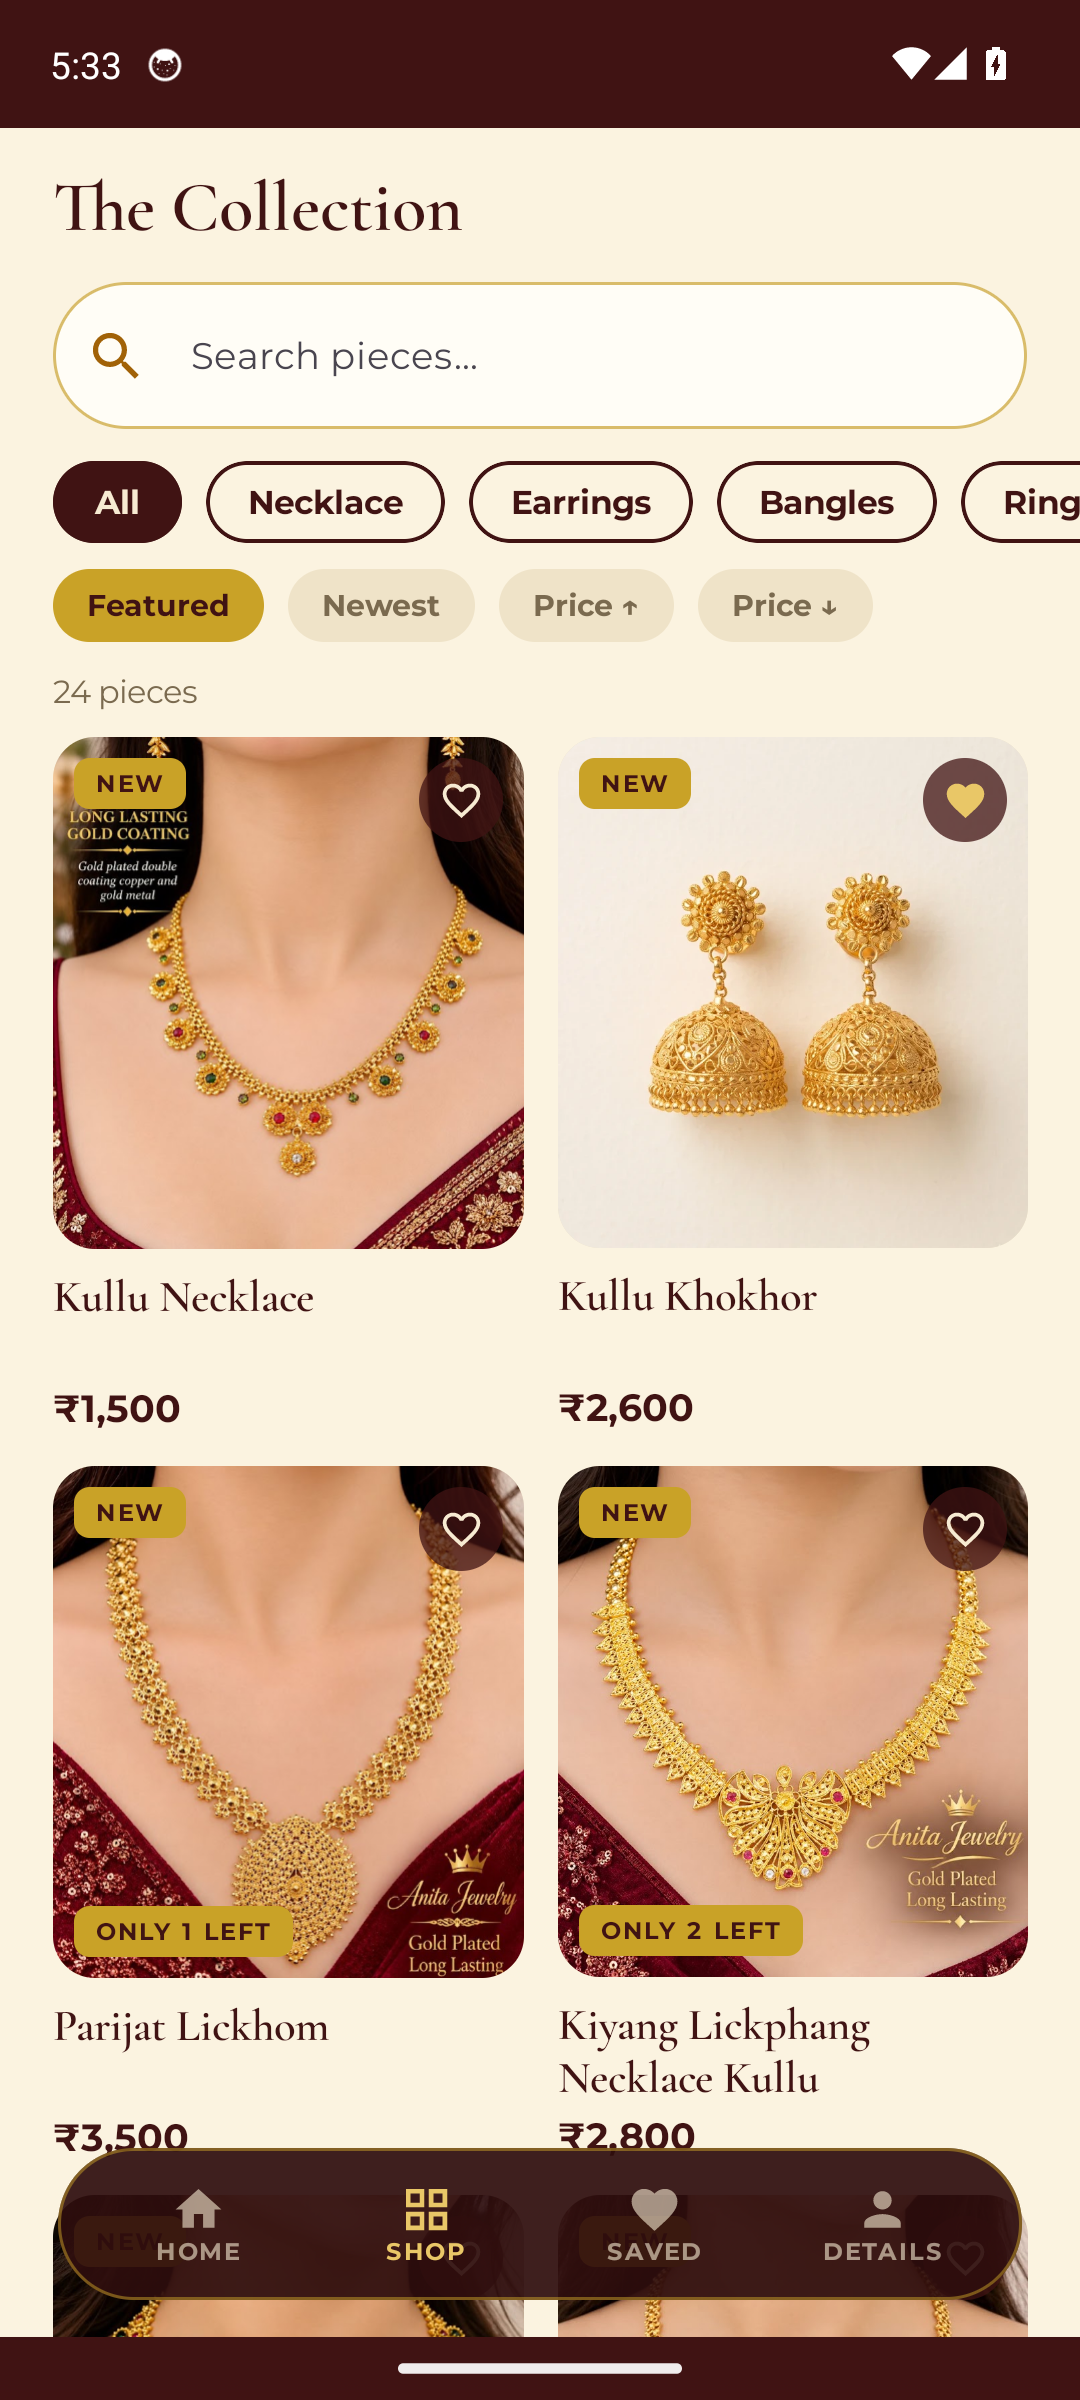 5:33
The Collection
Search pieces...
All
Necklace
Earrings
Bangles
Ring
Featured
Newest
Price ↑
Price ↓
24 pieces
NEW
LONG LASTING
GOLD COATING
Gold plated double
coating copper and
gold metal
NEW
Kullu Necklace
Kullu Khokhor
₹1,500
₹2,600
NEW
NEW
Anita Jewelry
Gold Plated
Long Lasting
ONLY 1 LEFT
Anita Jewelry
Gold Plated
Long Lasting
ONLY 2 LEFT
Parijat Lickhom
Kiyang Lickphang
Necklace Kullu
₹3,500
₹2,800
NEW
NEW
HOME
SHOP
SAVED
DETAILS